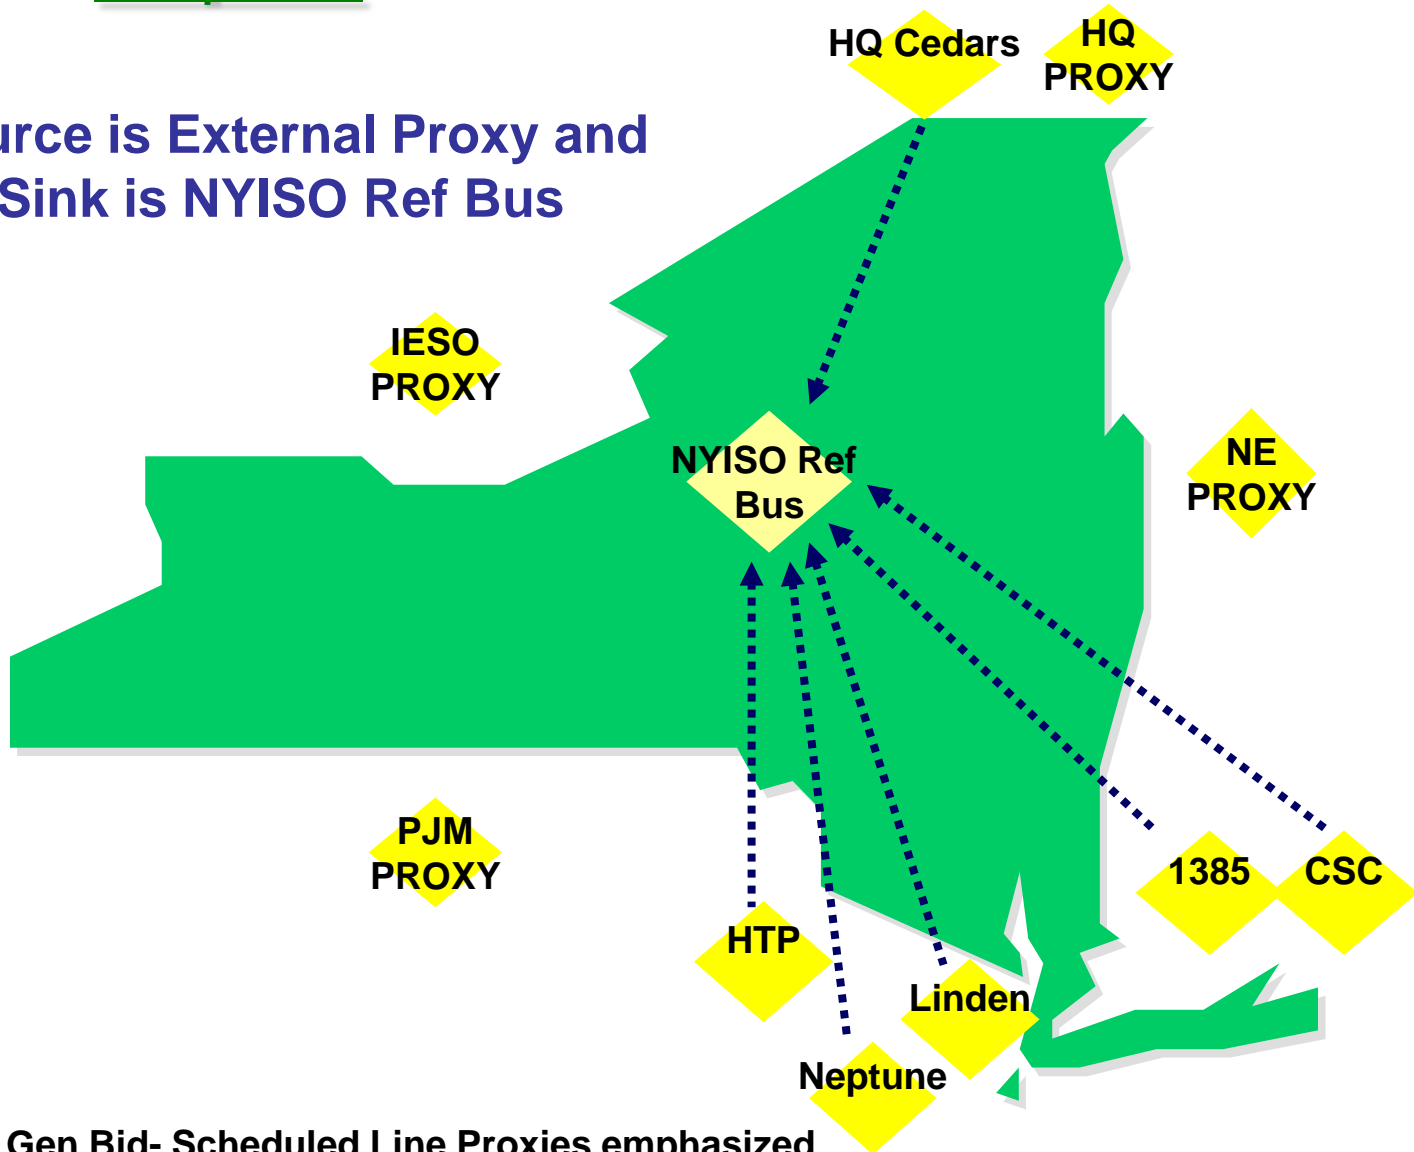 HQ Cedars
HQ
PROXY
is External Proxy and
Sink is NYISO Ref Bus
IESO
PROXY
NYISO Ref
Bus
NE
PROXY
PJM
PROXY
1385
CSC
HTP
Linden
Neptune
Gen Bid- Scheduled Line Proxies emphasized